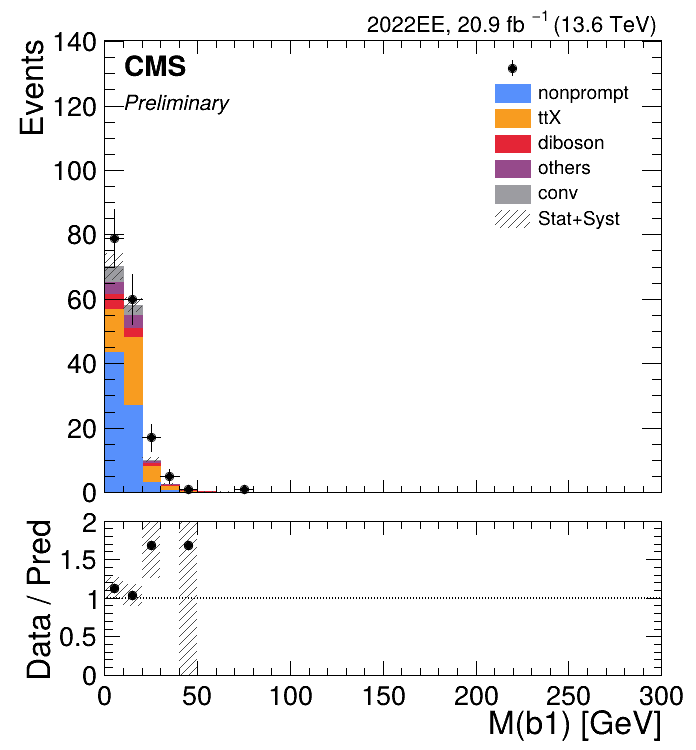 2022EE, 20.9 fb⁻¹ (13.6 TeV)
CMS
Preliminary
nonprompt
ttX
diboson
others
conv
Stat+Syst
Events
140
120
100
80
60
40
20
0
Data / Pred
2
1.5
1
0.5
0
0 50 100 150 200 250 300
M(b1) [GeV]